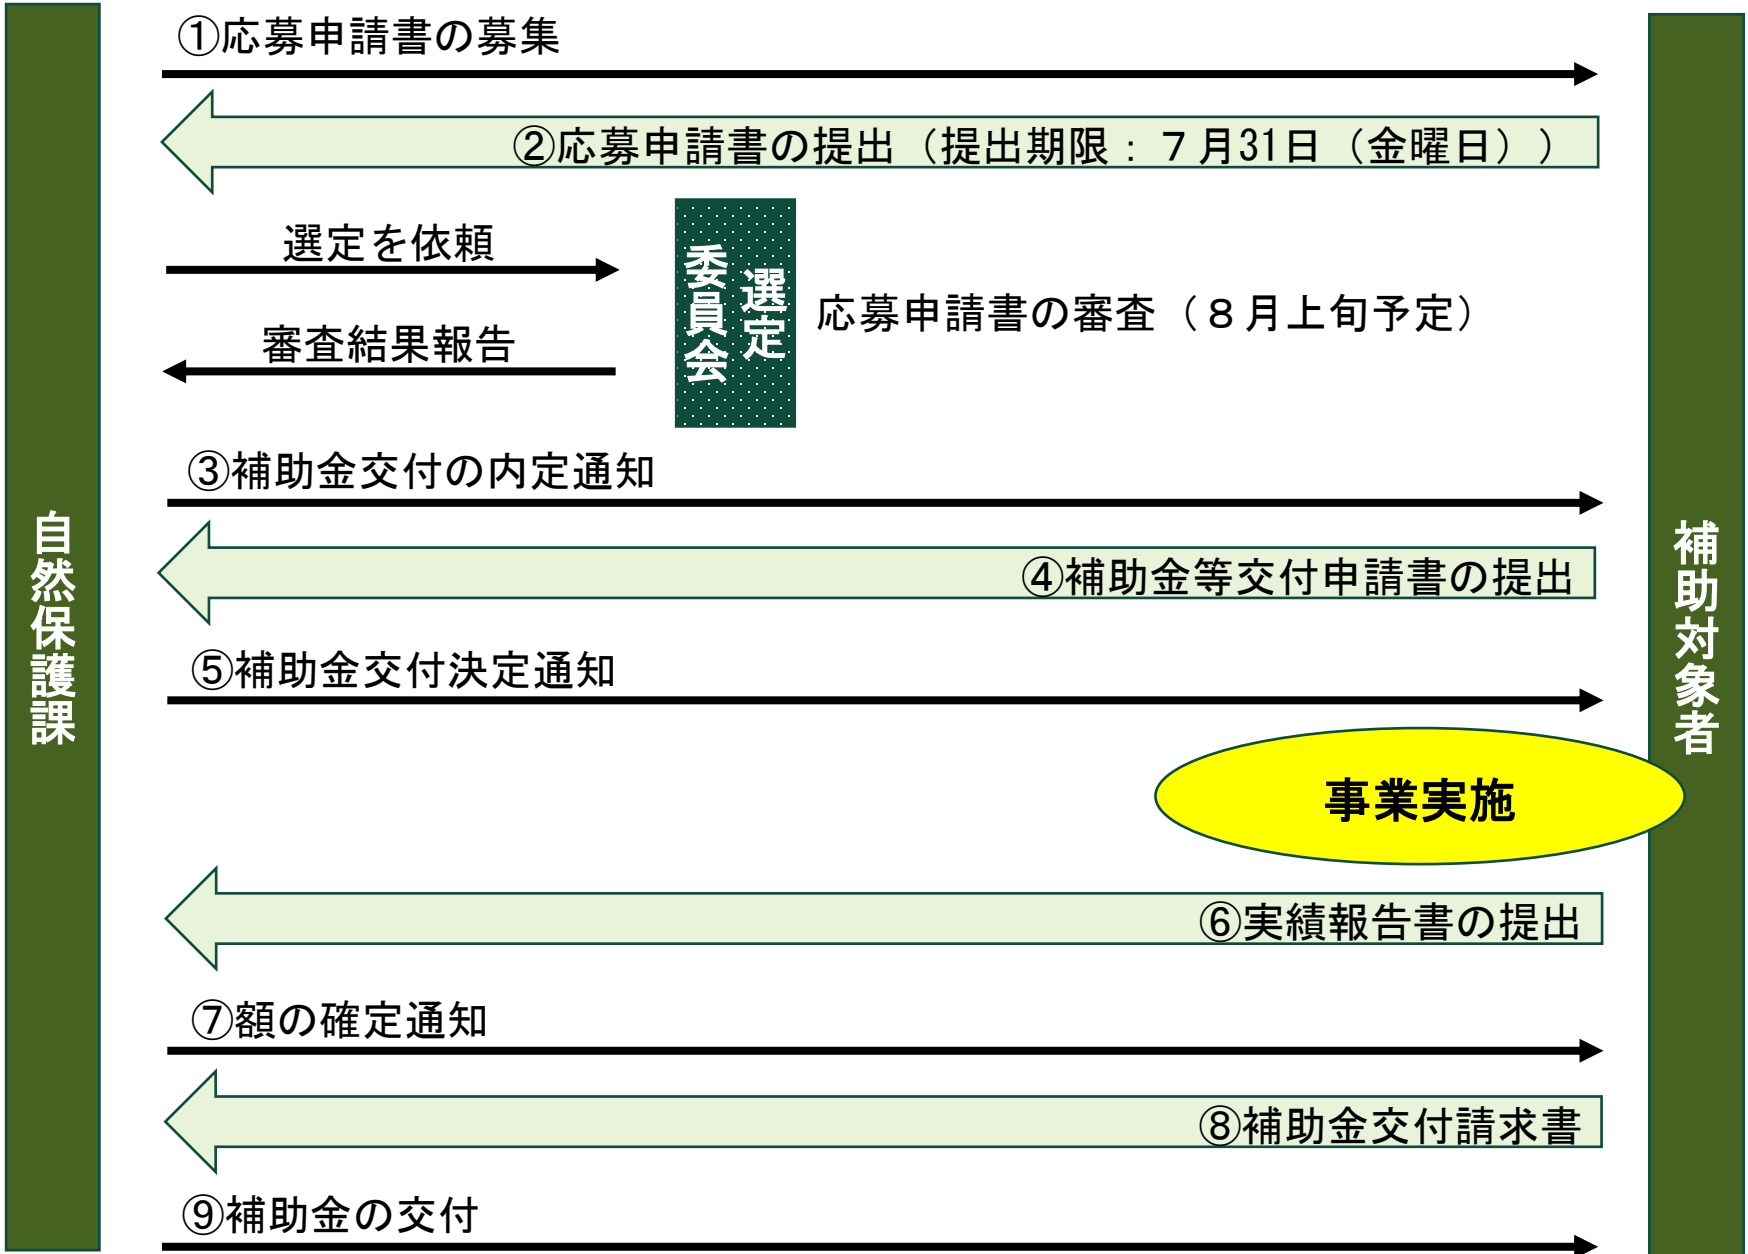 ①応募申請書の募集
②応募申請書の提出（提出期限：７月31日（金曜日））
選定を依頼
選定
委員会
応募申請書の審査（８月上旬予定）
審査結果報告
③補助金交付の内定通知
④補助金等交付申請書の提出
自然保護課
補助対象者
⑤補助金交付決定通知
事業実施
⑥実績報告書の提出
⑦額の確定通知
⑧補助金交付請求書
⑨補助金の交付